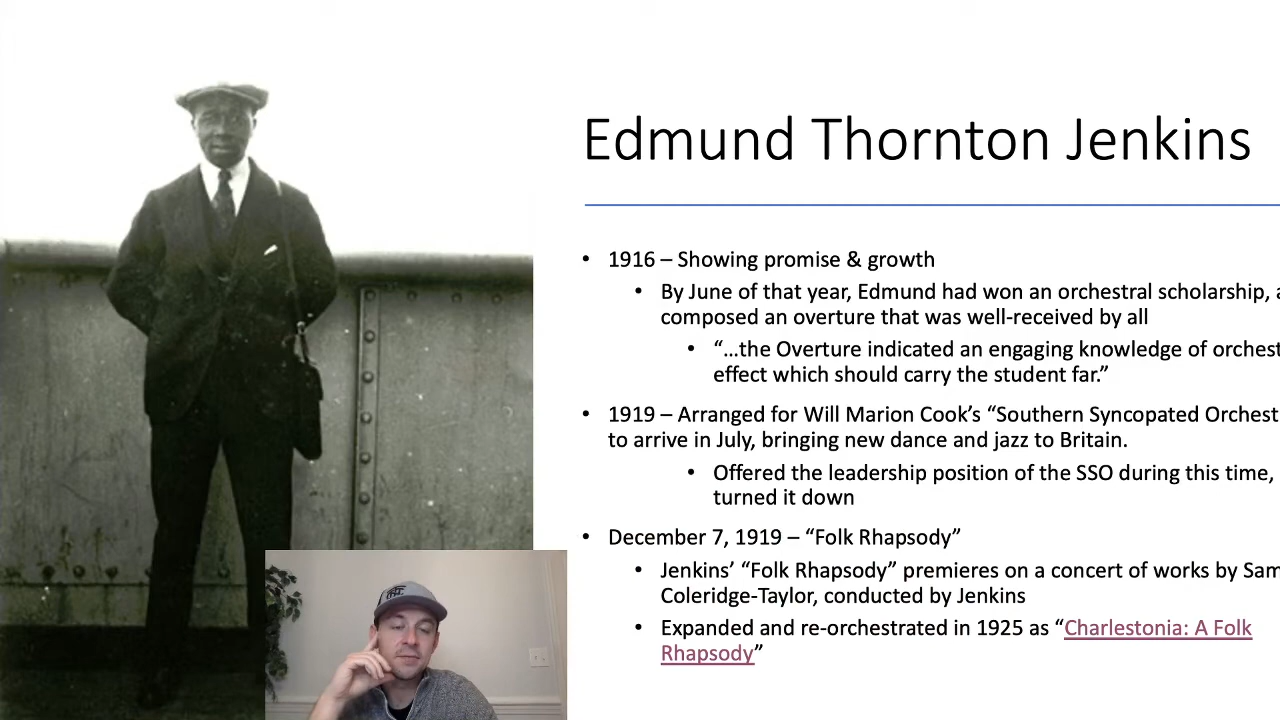 Edmund Thornton Jenkins
• 1916 – Showing promise & growth
• By June of that year, Edmund had won an orchestral scholarship,
composed an overture that was well-received by all
• “…the Overture indicated an engaging knowledge of
effect which should carry the student far.”
• 1919 – Arranged for Will Marion Cook’s “Southern Syncopated
to arrive in July, bringing new dance and jazz to Britain.
• Offered the leadership position of the SSO during this time,
turned it down
• December 7, 1919 – “Folk Rhapsody”
• Jenkins’ “Folk Rhapsody” premieres on a concert of works by
Coleridge-Taylor, conducted by Jenkins
• Expanded and re-orchestrated in 1925 as “Charlestonia: A Folk
Rhapsody”